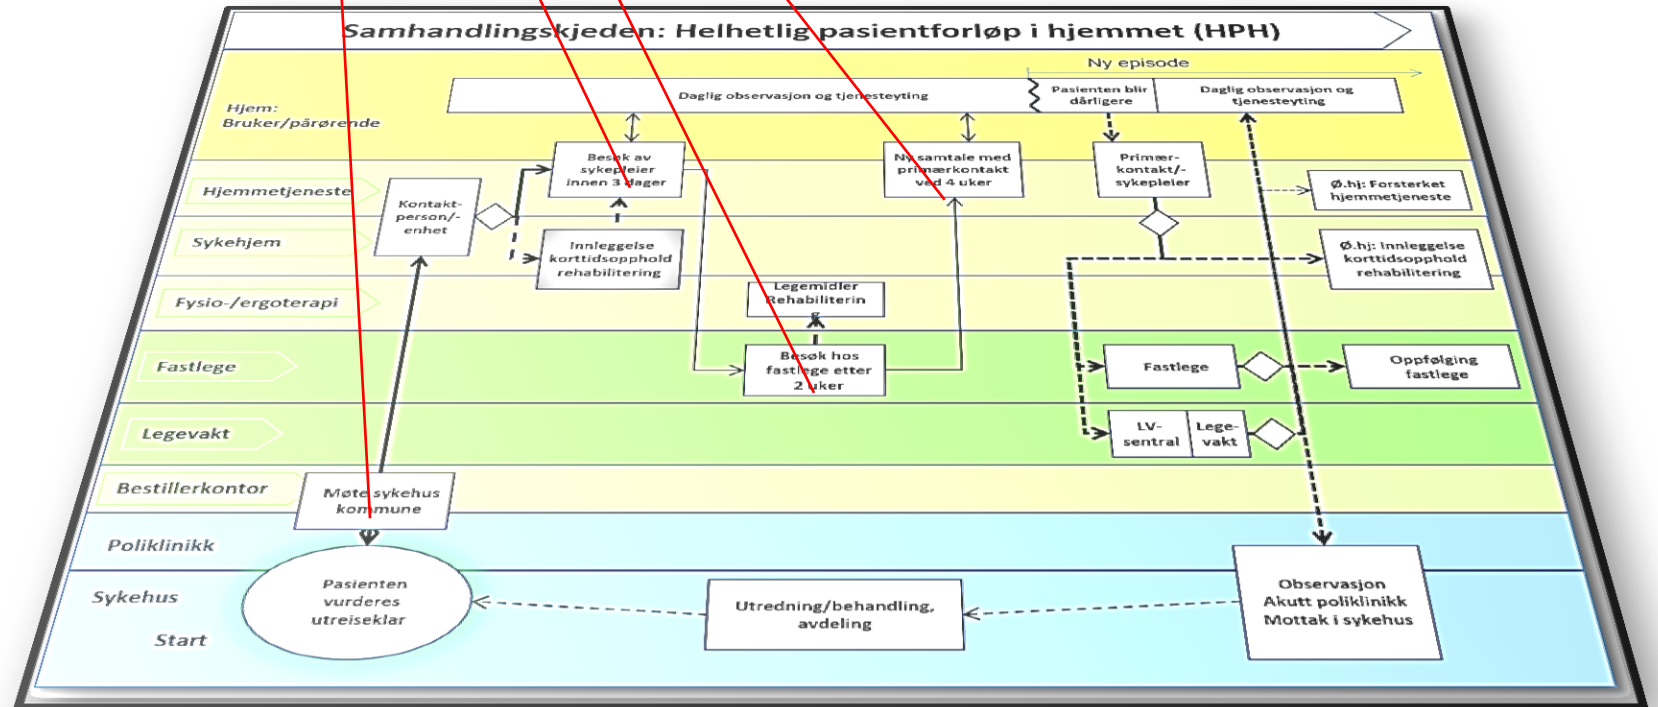 Samhandlingskjeden: Helhetlig pasientforløp i hjemmet (HPH)
Ny episode
Hjem:
Bruker/pårørende
Daglig observasjon og tjenesteyting
Pasienten blir
dårligere
Daglig observasjon og
tjenesteyting
Hjemmetjeneste
Besøk av
sykepleier
innen 3 dager
Ny samtale med
primærkontakt
ved 4 uker
Primær-
kontakt/-
sykepleier
Ø.hj: Forsterket
hjemmetjeneste
Kontakt-
person/-
enhet
Sykehjem
Innleggelse
korttidsopphold
rehabilitering
Ø.hj: Innleggelse
korttidsopphold
rehabilitering
Fysio-/ergoterapi
Legemidler
Rehabiliterin
g
Fastlege
Besøk hos
fastlege etter
2 uker
Fastlege
Oppfølging
fastlege
Legevakt
LV-
sentral
Lege-
vakt
Bestillerkontor
Møte sykehus
kommune
Poliklinikk
Sykehus
Start
Pasienten
vurderes
utreiseklar
Utredning/behandling,
avdeling
Observasjon
Akutt poliklinikk
Mottak i sykehus